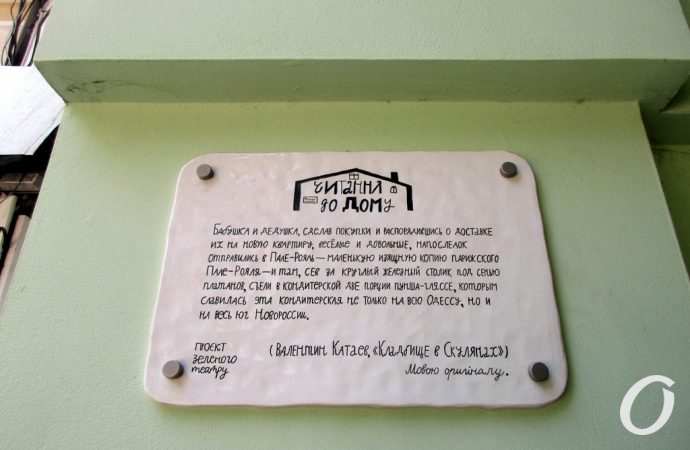 Читання
до дому
Бабушка и дедушка, сделав покупки и распорядившись о доставке
их на новую квартиру, весёлые и довольные, напоследок
отправились в Пале-Рояль — маленькую изящную копию парижского
Пале-Рояля — и там, сев за круглый железный столик под сенью
платанов, съели в кондитерской две порции пунша-гляссе, которым
славилась эта кондитерская не только на всю Одессу, но и
на весь юг Новороссии.
(Валентин Катаев, «Кладбище в Скулянах»)
Мовою оригіналу.
проект
зеленого
театру